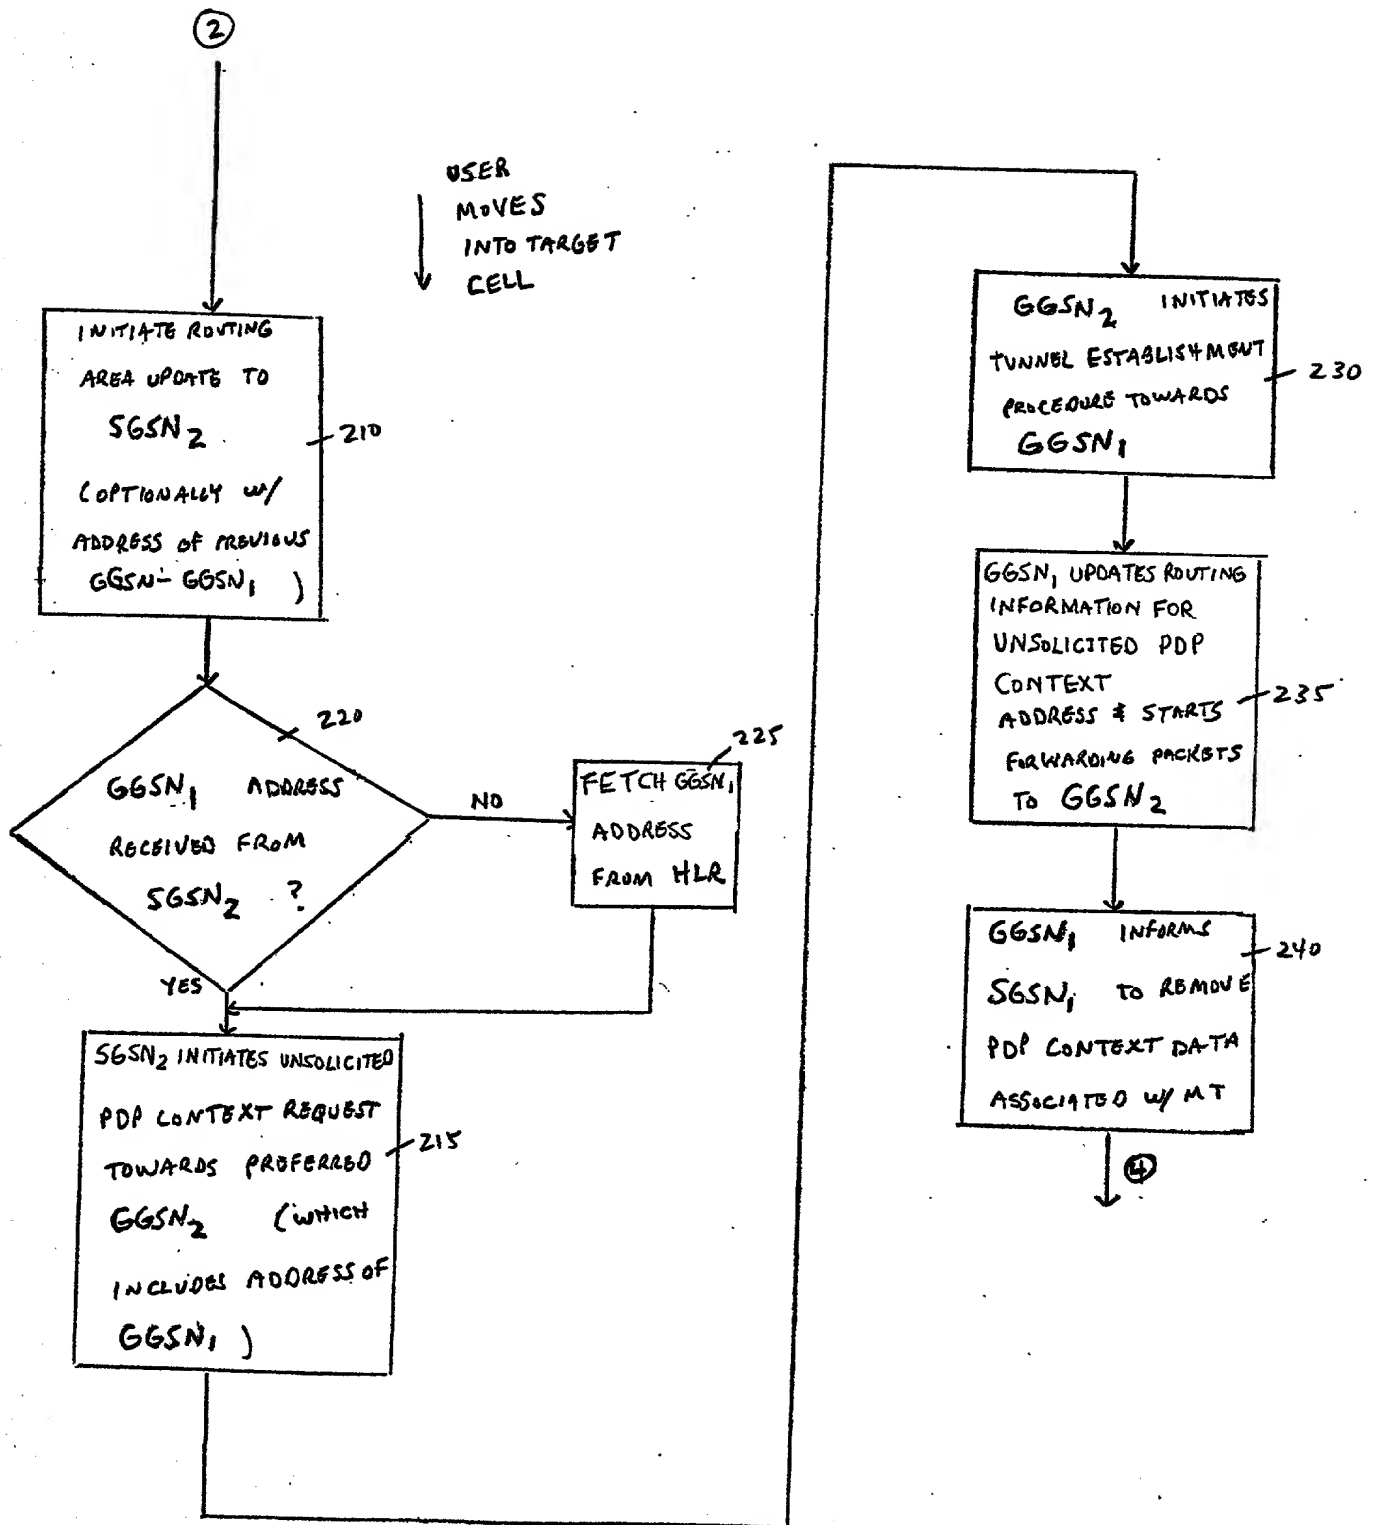 2
USER
MOVES
INTO TARGET
CELL
INITIATE ROUTING
AREA UPDATE TO
SGSN2
(OPTIONALLY W/
ADDRESS OF PREVIOUS
GGSN - GGSN1 )
210
220
GGSN1 ADDRESS
RECEIVED FROM
SGSN2 ?
NO
YES
225
FETCH GGSN1
ADDRESS
FROM HLR
SGSN2 INITIATES UNSOLICITED
PDP CONTEXT REQUEST
TOWARDS PREFERRED
GGSN2 (WHICH
INCLUDES ADDRESS OF
GGSN1 )
215
GGSN2 INITIATES
TUNNEL ESTABLISHMENT
PROCEDURE TOWARDS
GGSN1
230
GGSN1 UPDATES ROUTING
INFORMATION FOR
UNSOLICITED PDP
CONTEXT
ADDRESS & STARTS
FORWARDING PACKETS
TO GGSN2
235
GGSN1 INFORMS
SGSN1 TO REMOVE
PDP CONTEXT DATA
ASSOCIATED W/ MT
240
4